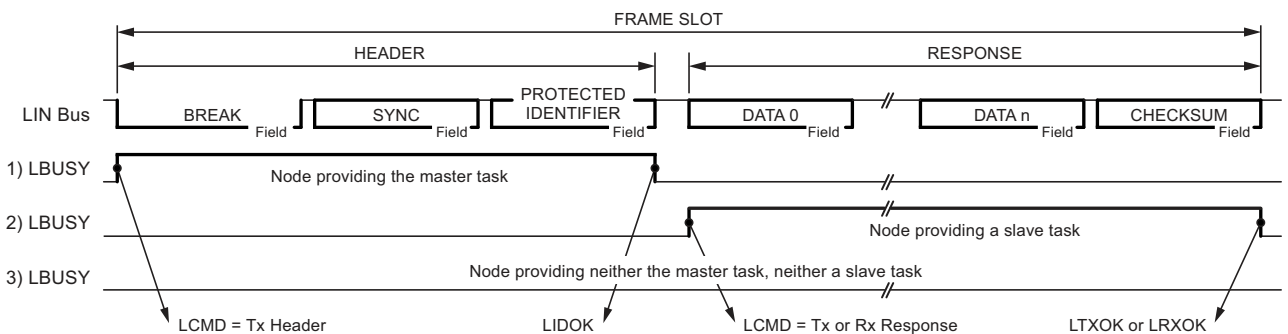 FRAME SLOT
HEADER RESPONSE
LIN Bus BREAK Field SYNC Field PROTECTED IDENTIFIER Field DATA 0 Field DATA n Field CHECKSUM Field
1) LBUSY Node providing the master task
2) LBUSY Node providing a slave task
3) LBUSY Node providing neither the master task, neither a slave task
LCMD = Tx Header LIDOK LCMD = Tx or Rx Response LTXOK or LRXOK